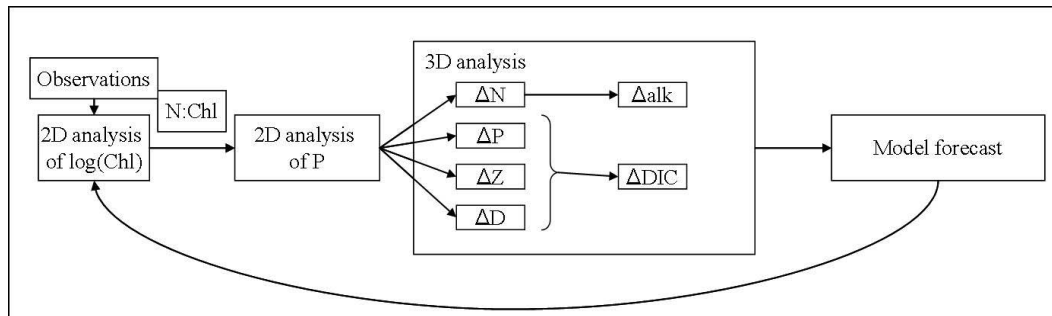 Observations
N:Chl
2D analysis
of log(Chl)
2D analysis
of P
3D analysis
ΔN
Δalk
ΔP
ΔZ
ΔDIC
ΔD
Model forecast